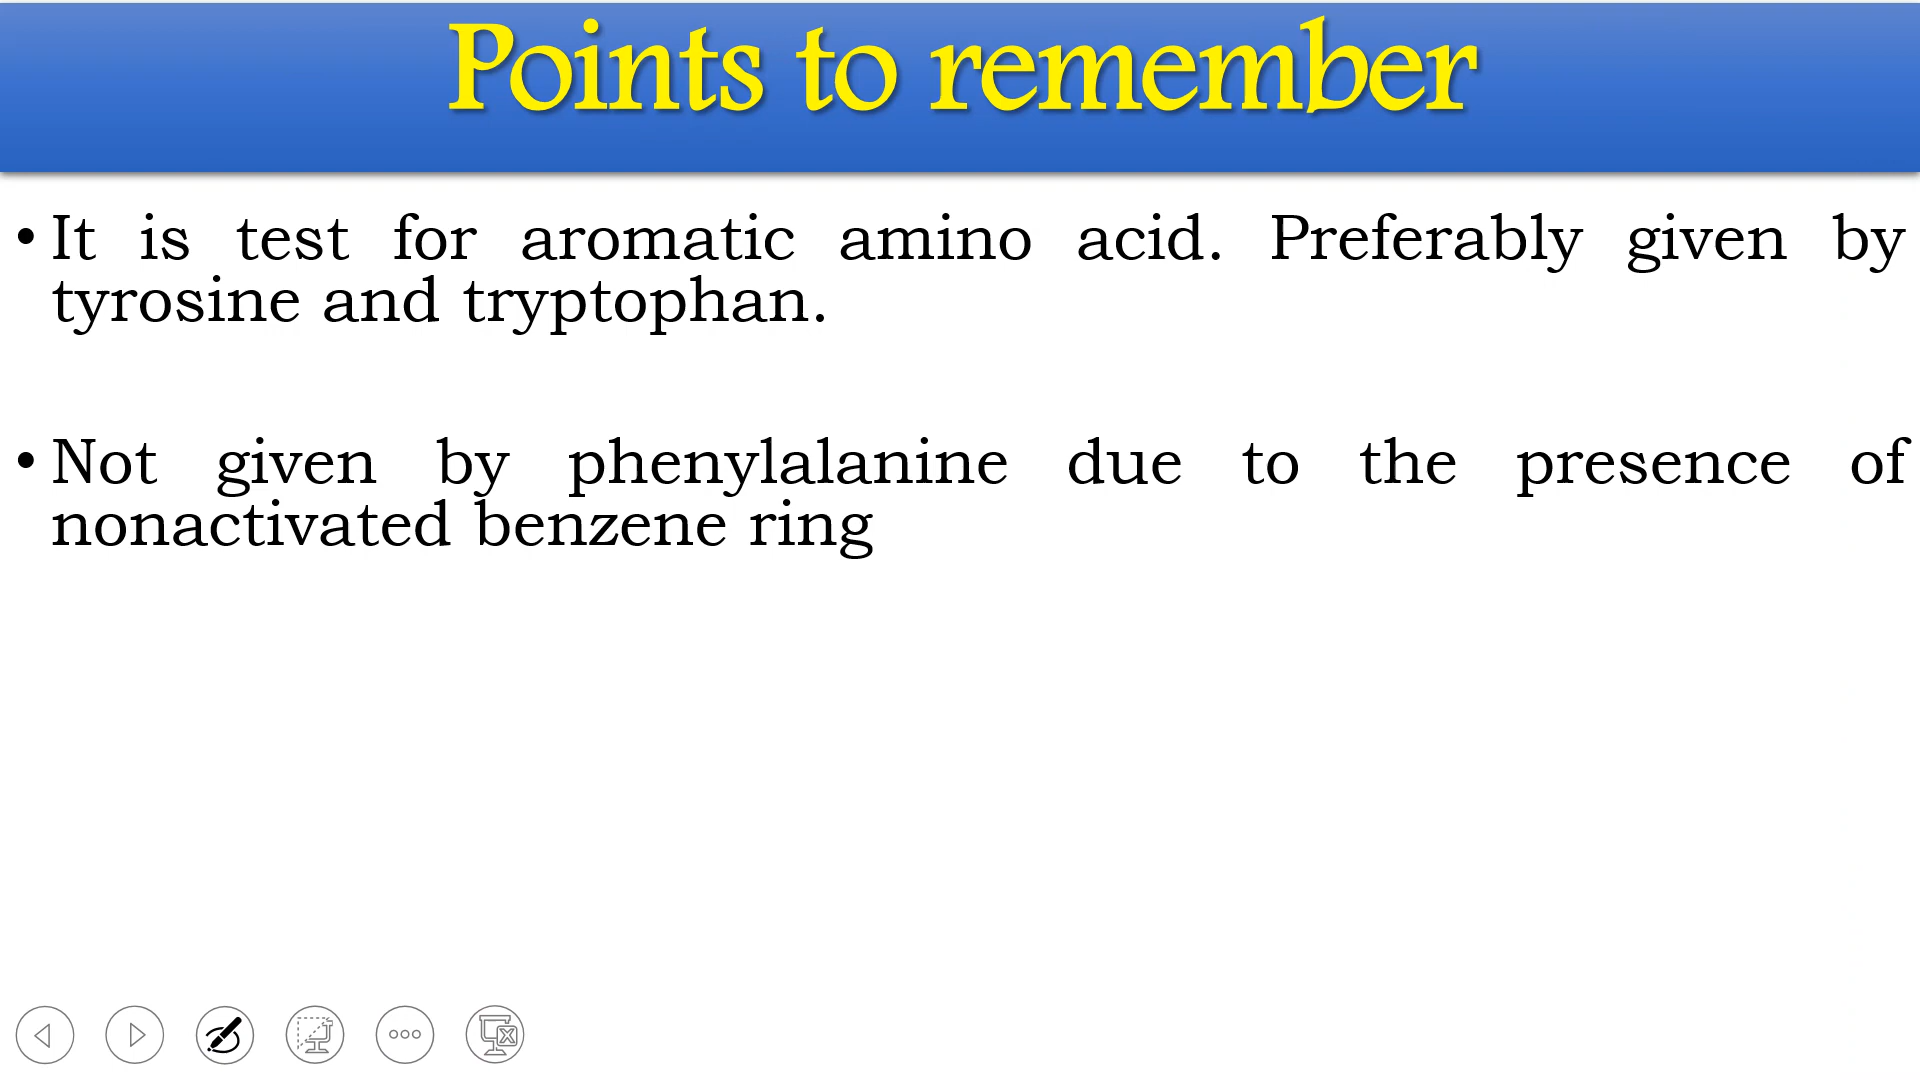 Points to remember
• It is test for aromatic amino acid. Preferably given by
tyrosine and tryptophan.
• Not given by phenylalanine due to the presence of
nonactivated benzene ring